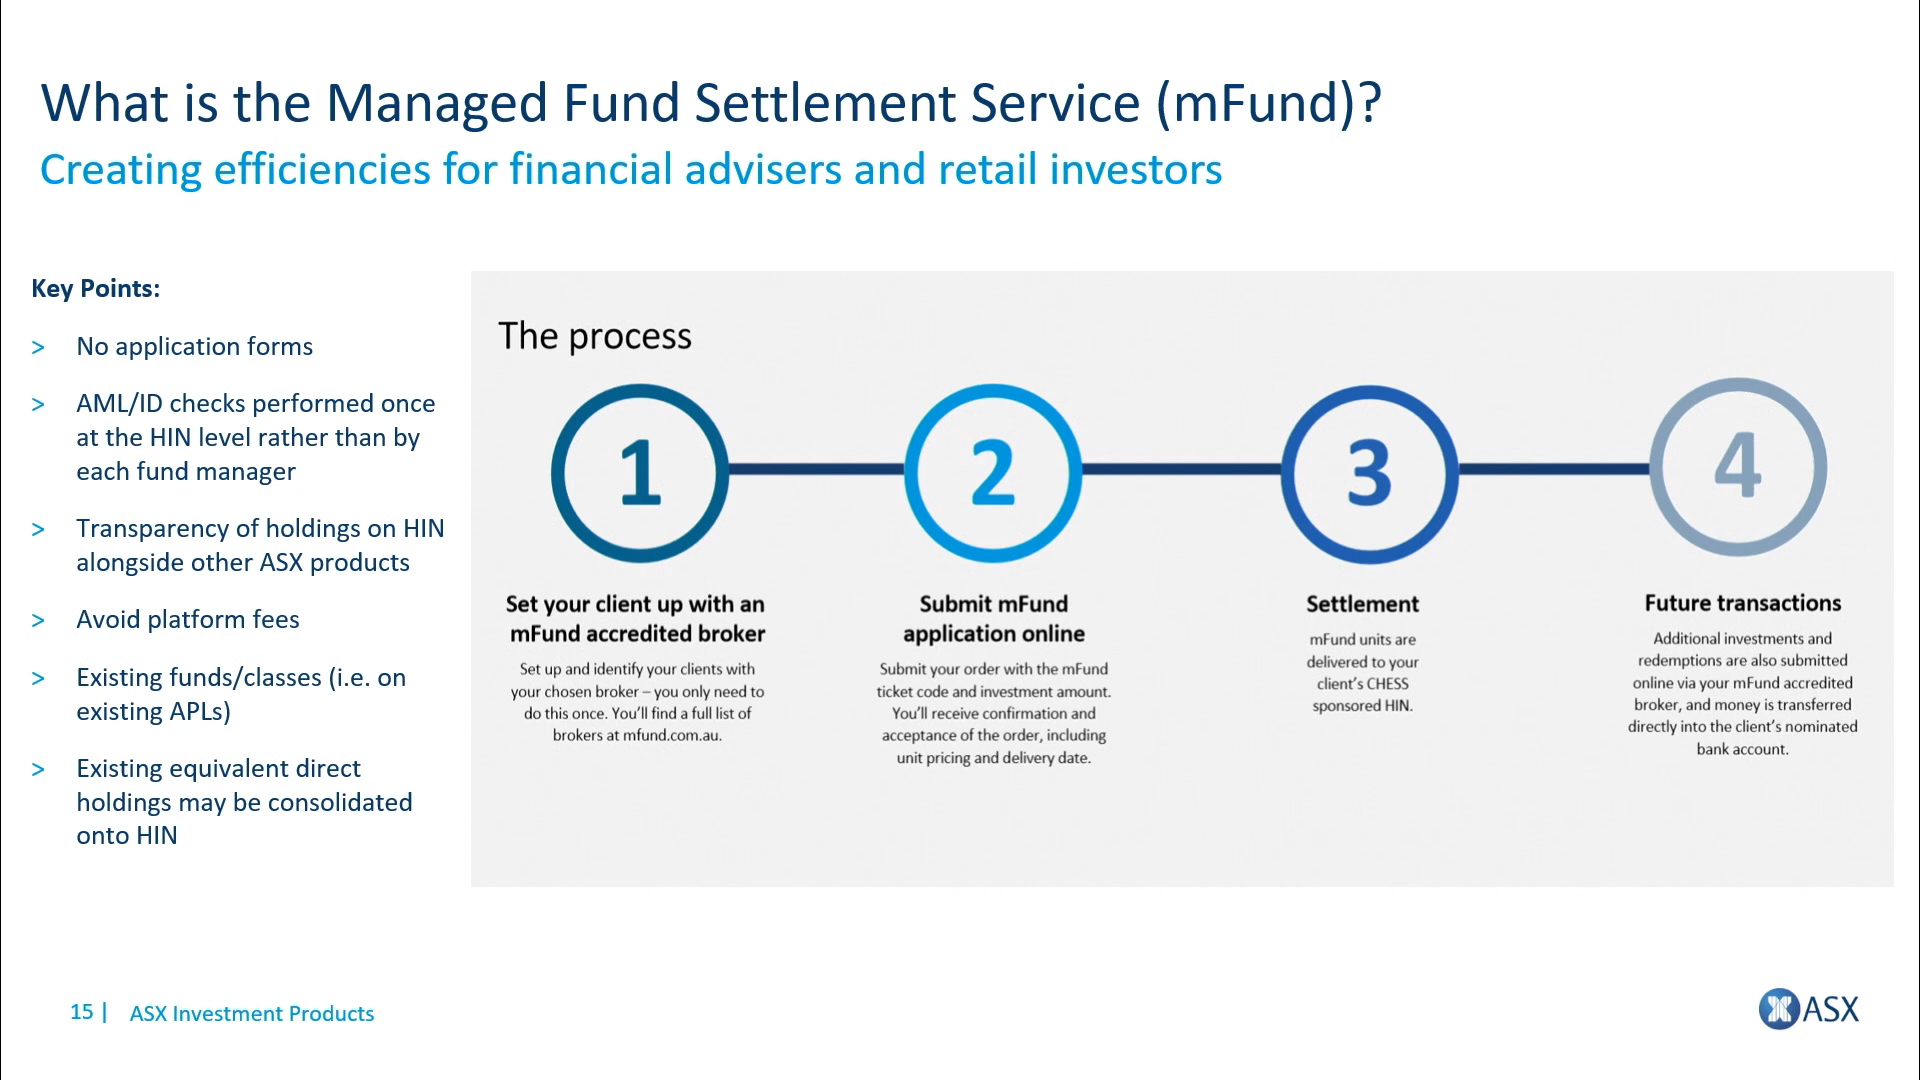 What is the Managed Fund Settlement Service (mFund)?
Creating efficiencies for financial advisers and retail investors
Key Points:
> No application forms
> AML/ID checks performed once
at the HIN level rather than by
each fund manager
> Transparency of holdings on HIN
alongside other ASX products
> Avoid platform fees
> Existing funds/classes (i.e. on
existing APLs)
> Existing equivalent direct
holdings may be consolidated
onto HIN
The process
1
Set your client up with an
mFund accredited broker
Set up and identify your clients with
your chosen broker – you only need to
do this once. You'll find a full list of
brokers at mfund.com.au.
2
Submit mFund
application online
Submit your order with the mFund
ticket code and investment amount.
You'll receive confirmation and
acceptance of the order, including
unit pricing and delivery date.
3
Settlement
mFund units are
delivered to your
client's CHESS
sponsored HIN.
4
Future transactions
Additional investments and
redemptions are also submitted
online via your mFund accredited
broker, and money is transferred
directly into the client's nominated
bank account.
15 | ASX Investment Products
ASX